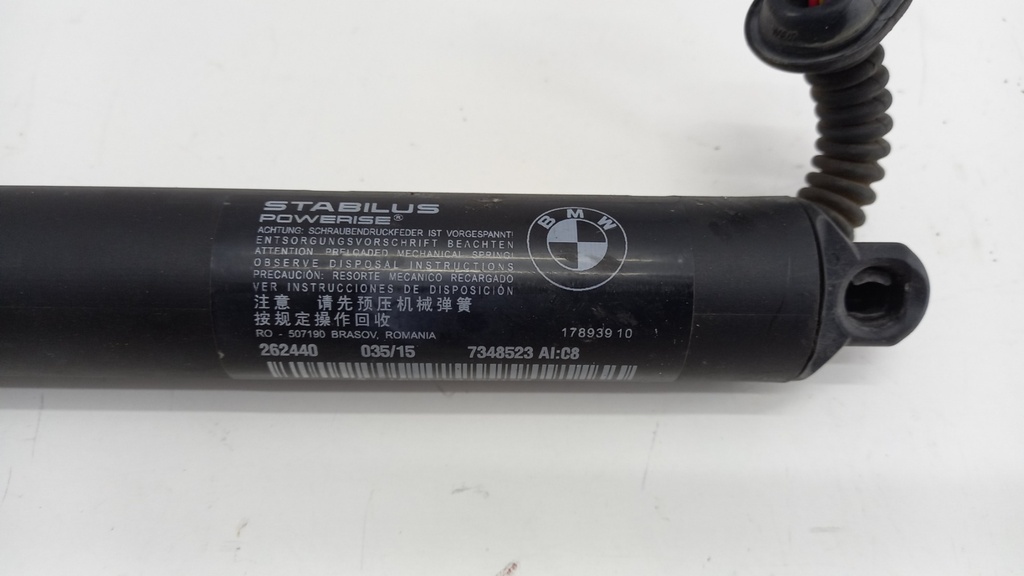 STABILUS
POWERISE®
ACHTUNG: SCHRAUBENDRUCKFEDER IST VORGESPANNT!
ENTSORGUNGSVORSCHRIFT BEACHTEN
ATTENTION: PRELOADED MECHANICAL SPRING!
OBSERVE DISPOSAL INSTRUCTIONS
PRECAUCIÓN: RESORTE MECANICO RECARGADO
VER INSTRUCCIONES DE DISPOSICIÓN
注意 请先预压机械弹簧
按规定操作回收
RO - 507190 BRASOV, ROMANIA
262440 035/15 7348523 AI:C8
BMW
17893910